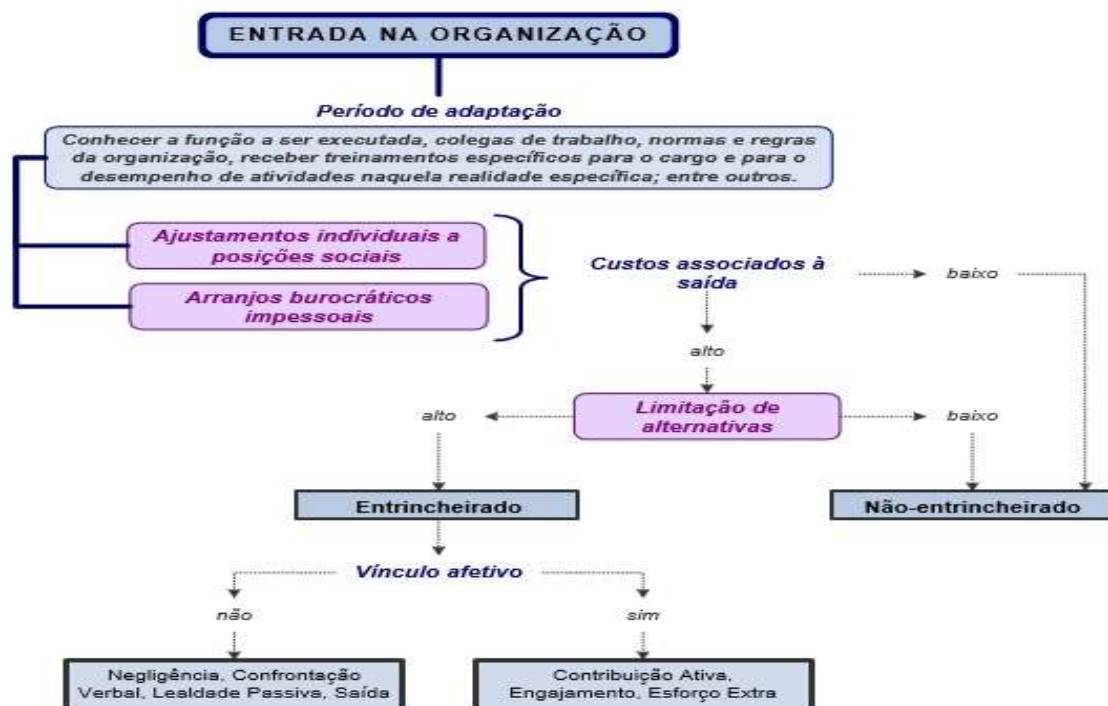 ENTRADA NA ORGANIZAÇÃO
Período de adaptação
Conhecer a função a ser executada, colegas de trabalho, normas e regras
da organização, receber treinamentos específicos para o cargo e para o
desempenho de atividades naquela realidade específica; entre outros.
Ajustamentos individuais a
posições sociais
Arranjos burocráticos
impessoais
Custos associados à
saída
baixo
alto
Limitação de
alternativas
alto
baixo
Entrincheirado
Não-entrincheirado
Vínculo afetivo
não
sim
Negligência, Confrontação
Verbal, Lealdade Passiva, Saída
Contribuição Ativa,
Engajamento, Esforço Extra